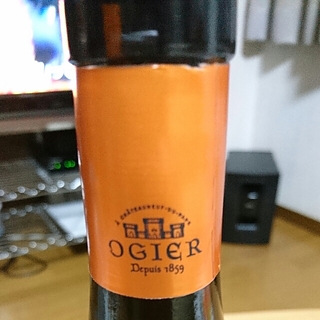 À CHÂTEAUNEUF-DU-PAPE
OGIER
Depuis 1859